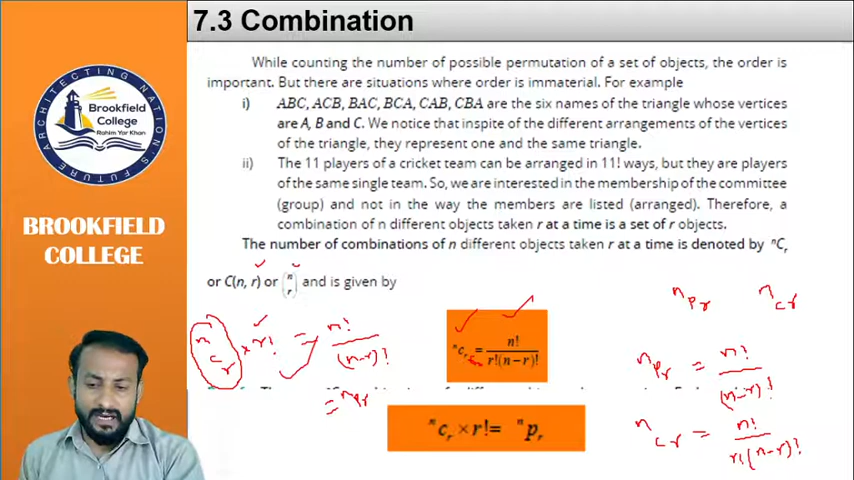 7.3 Combination
While counting the number of possible permutation of a set of objects, the order is
important. But there are situations where order is immaterial. For example
i) ABC, ACB, BAC, BCA, CAB, CBA are the six names of the triangle whose vertices
are A, B and C. We notice that inspite of the different arrangements of the vertices
of the triangle, they represent one and the same triangle.
ii) The 11 players of a cricket team can be arranged in 11! ways, but they are players
of the same single team. So, we are interested in the membership of the committee
(group) and not in the way the members are listed (arranged). Therefore, a
combination of n different objects taken r at a time is a set of r objects.
The number of combinations of n different objects taken r at a time is denoted by ⁿCᵣ
or C(n, r) or (n r) and is given by
ARCHITECTING NATION'S FUTURE
Brookfield
College
Rahim Yar Khan
BROOKFIELD
COLLEGE
ⁿcᵣ × r! = n!/(n-r)!
= ⁿpᵣ
ⁿcᵣ = n!/r!(n−r)!
ⁿcᵣ × r! = ⁿpᵣ
ⁿpᵣ ⁿcᵣ
ⁿpᵣ = n!/(n-r)!
ⁿcᵣ = n!/r!(n-r)!